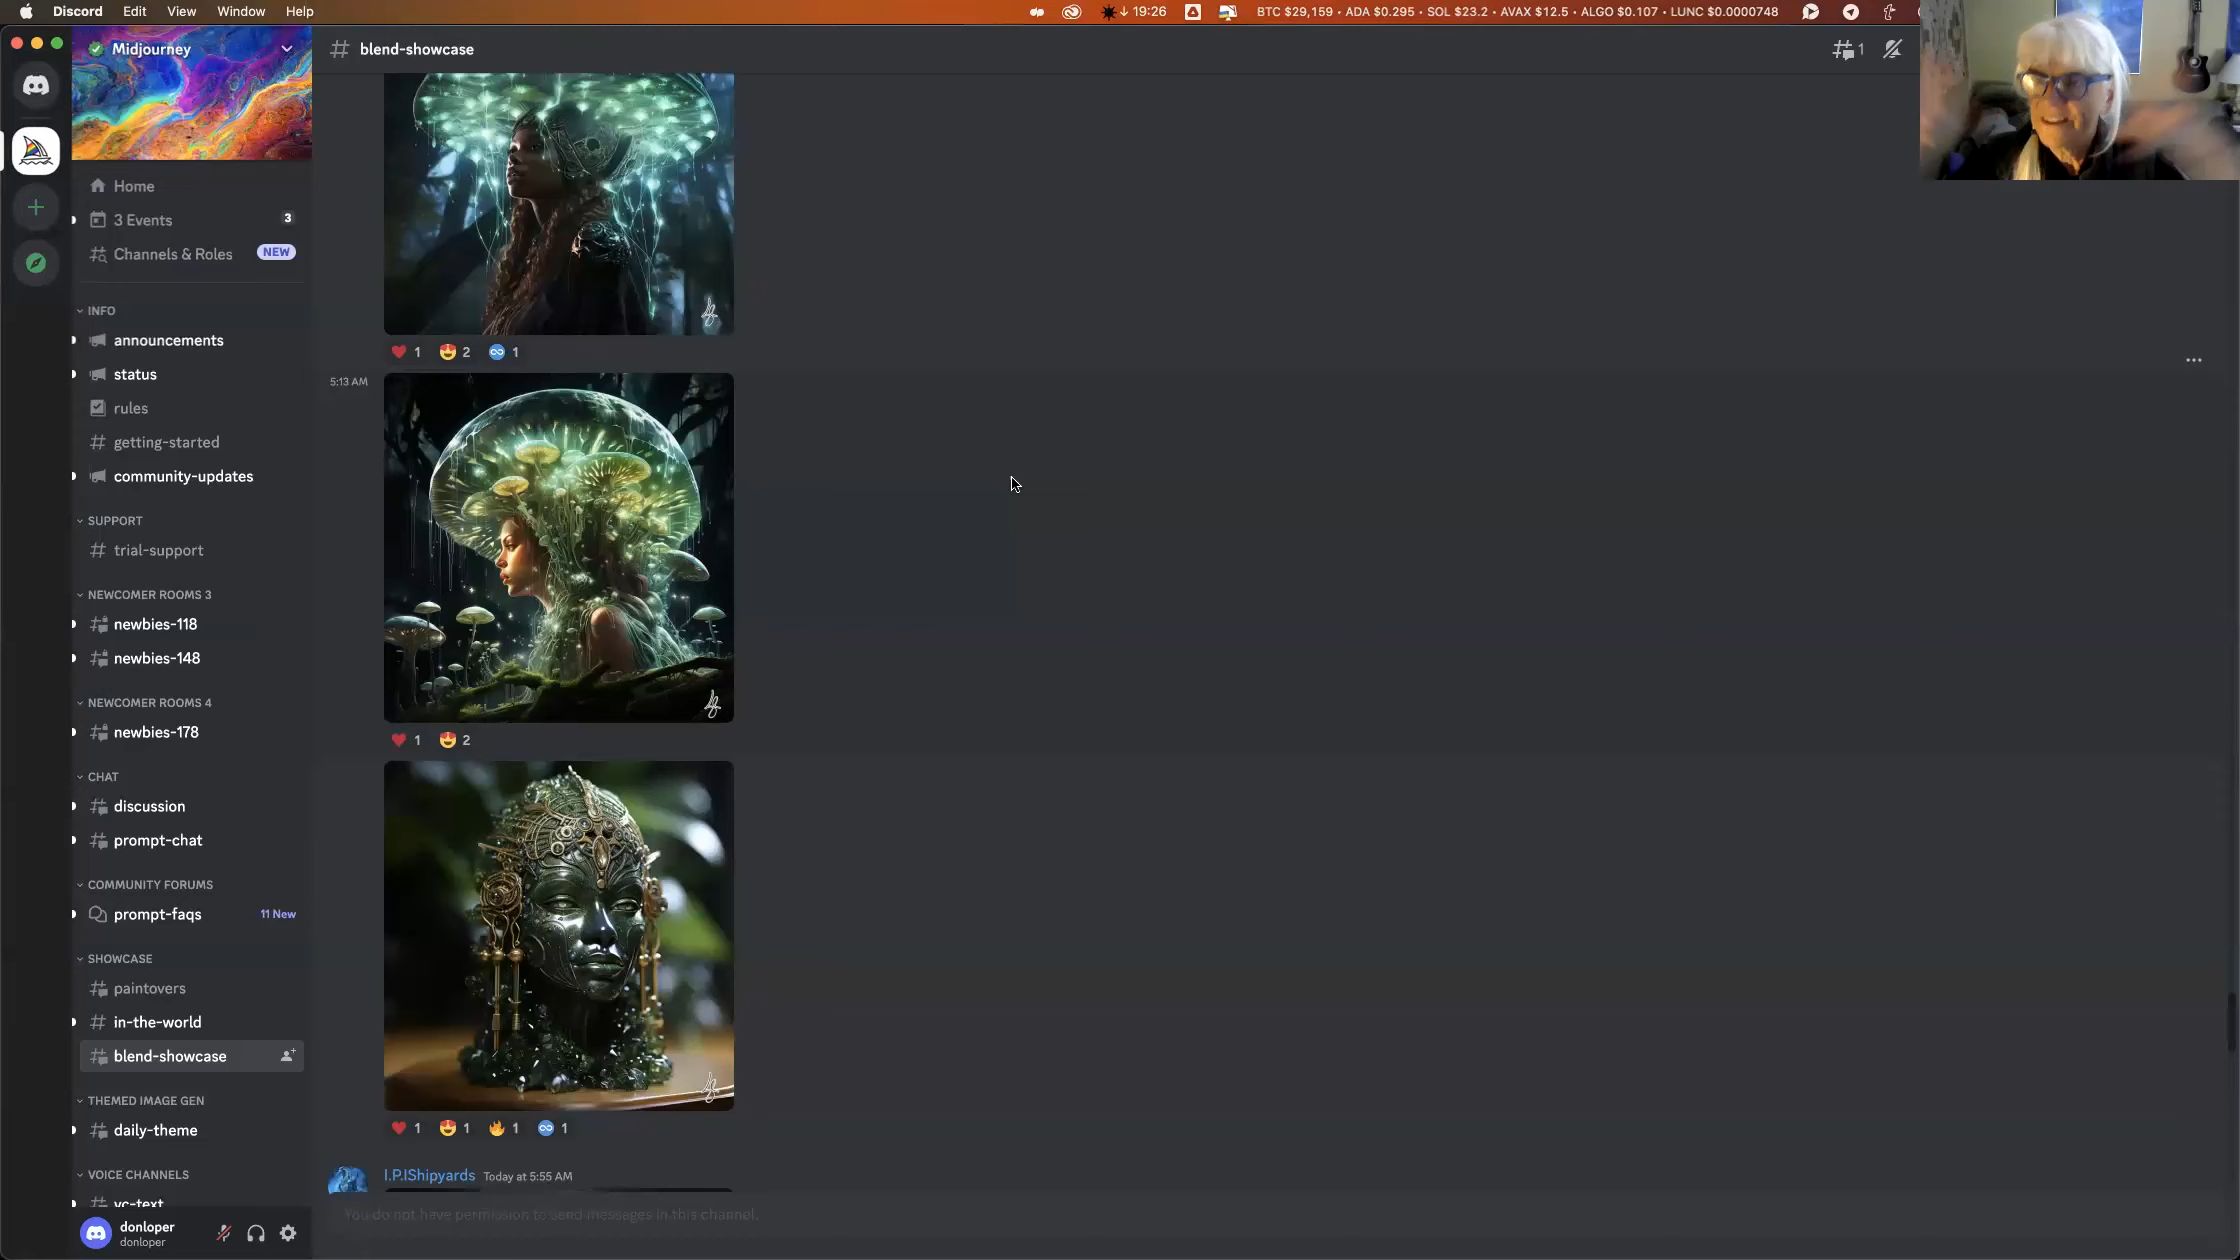 Discord Edit View Window Help
19:26
BTC $29,159 • ADA $0.295 • SOL $23.2 • AVAX $12.5 • ALGO $0.107 • LUNC $0.0000748
Midjourney
Home
3 Events 3
Channels & Roles NEW
INFO
announcements
status
rules
getting-started
community-updates
SUPPORT
trial-support
NEWCOMER ROOMS 3
newbies-118
newbies-148
NEWCOMER ROOMS 4
newbies-178
CHAT
discussion
prompt-chat
COMMUNITY FORUMS
prompt-faqs 11 New
SHOWCASE
paintovers
in-the-world
blend-showcase
THEMED IMAGE GEN
daily-theme
VOICE CHANNELS
vc-text
donloper
donloper
blend-showcase
1
1 2 1
5:13 AM
1 2
1 1 1 1
I.P.IShipyards Today at 5:55 AM
You do not have permission to send messages in this channel.